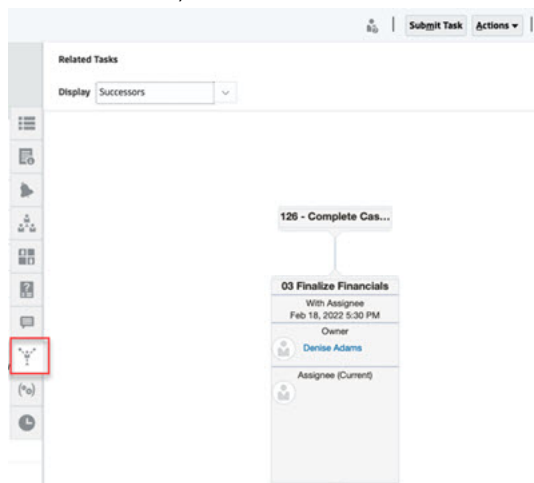 Submit Task Actions
Related Tasks
Display Successors
126 - Complete Cas...
03 Finalize Financials
With Assignee
Feb 18, 2022 5:30 PM
Owner
Denise Adams
Assignee (Current)